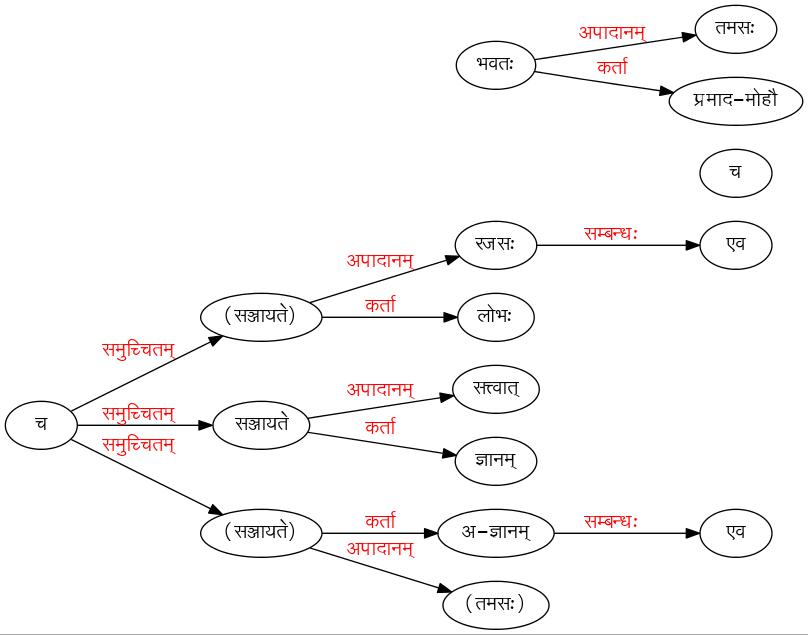 अपादानम्
तमसः
भवतः
कर्ता
प्रमाद-मोहौ
च
रजसः
सम्बन्धः
एव
अपादानम्
(सञ्जायते)
कर्ता
लोभः
समुच्चितम्
अपादानम्
सत्त्वात्
च
समुच्चितम्
सञ्जायते
कर्ता
समुच्चितम्
ज्ञानम्
(सञ्जायते)
कर्ता
अ-ज्ञानम्
सम्बन्धः
एव
अपादानम्
(तमसः)